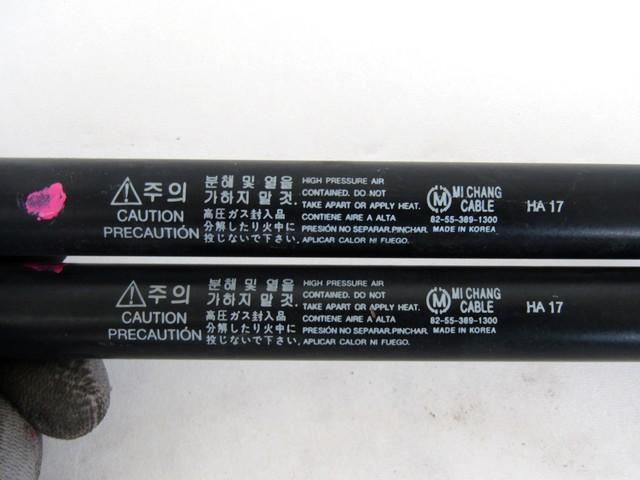 ⚠주의
CAUTION
PRECAUCIÓN
분해 및 열을
가하지 말 것.
高圧ガス封入品
分解したり火中に
投じないで下さい.
HIGH PRESSURE AIR
CONTAINED. DO NOT
TAKE APART OR APPLY HEAT.
CONTIENE AIRE A ALTA
PRESIÓN NO SEPARAR.PINCHAR.
APLICAR CALOR NI FUEGO.
M MI CHANG
CABLE
82-55-389-1300
MADE IN KOREA
HA 17
⚠주의
CAUTION
PRECAUCIÓN
분해 및 열을
가하지 말 것.
高圧ガス封入品
分解したり火中に
投じないで下さい.
HIGH PRESSURE AIR
CONTAINED. DO NOT
TAKE APART OR APPLY HEAT.
CONTIENE AIRE A ALTA
PRESIÓN NO SEPARAR.PINCHAR.
APLICAR CALOR NI FUEGO.
M MI CHANG
CABLE
82-55-389-1300
MADE IN KOREA
HA 17